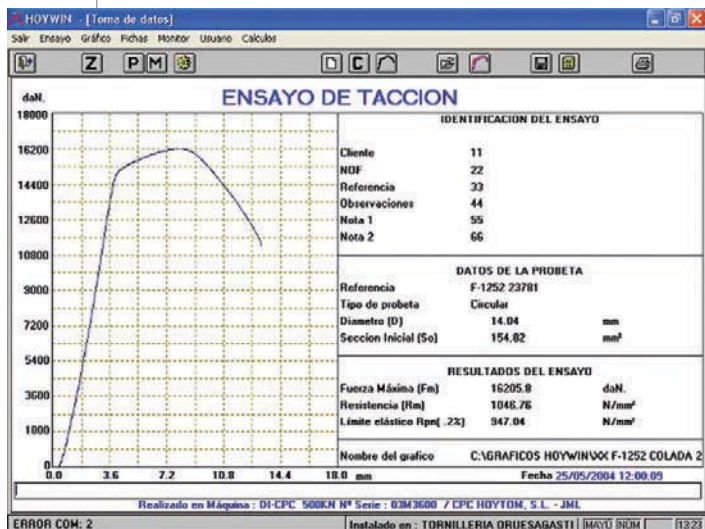 HOYWIN - [Toma de datos]
Salir Ensayo Gráfico Fichas Monitor Usuario Calculos
Z P M C
daN.
ENSAYO DE TACCION
18000
16200
14400
12600
10800
9000
7200
5400
3600
1800
0
0.0 3.6 7.2 10.8 14.4 18.0 mm
IDENTIFICACION DEL ENSAYO
Cliente 11
NOF 22
Referencia 33
Observaciones 44
Nota 1 55
Nota 2 66
DATOS DE LA PROBETA
Referencia F-1252 23781
Tipo de probeta Circular
Diametro (D) 14.04 mm
Seccion Inicial (So) 154.82 mm²
RESULTADOS DEL ENSAYO
Fuerza Máxima (Fm) 16205.8 daN.
Resistencia (Rm) 1046.76 N/mm²
Límite elástico Rpn( .2%) 947.04 N/mm²
Nombre del grafico C:\GRAFICOS HOYWIN\XX F-1252 COLADA 2
Fecha 25/05/2004 12:00:09
Realizado en Máquina : DI-CPC 500KN Nº Serie : 03M3600 / CPC HOYTOM, S.L. - JML
ERROR COM: 2 Instalado en : TORNILLERIA ORUESAGASTI MAYÚ NÚM 13:23